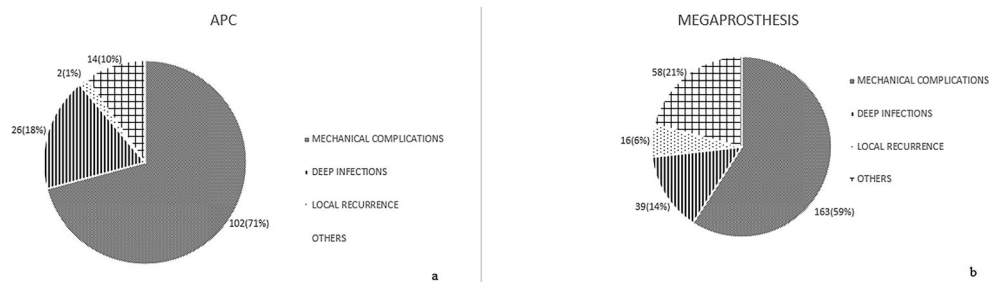 APC
14(10%)
2(1%)
26(18%)
102(71%)
MECHANICAL COMPLICATIONS
DEEP INFECTIONS
LOCAL RECURRENCE
OTHERS
a
MEGAPROSTHESIS
58(21%)
16(6%)
39(14%)
163(59%)
MECHANICAL COMPLICATIONS
DEEP INFECTIONS
LOCAL RECURRENCE
OTHERS
b